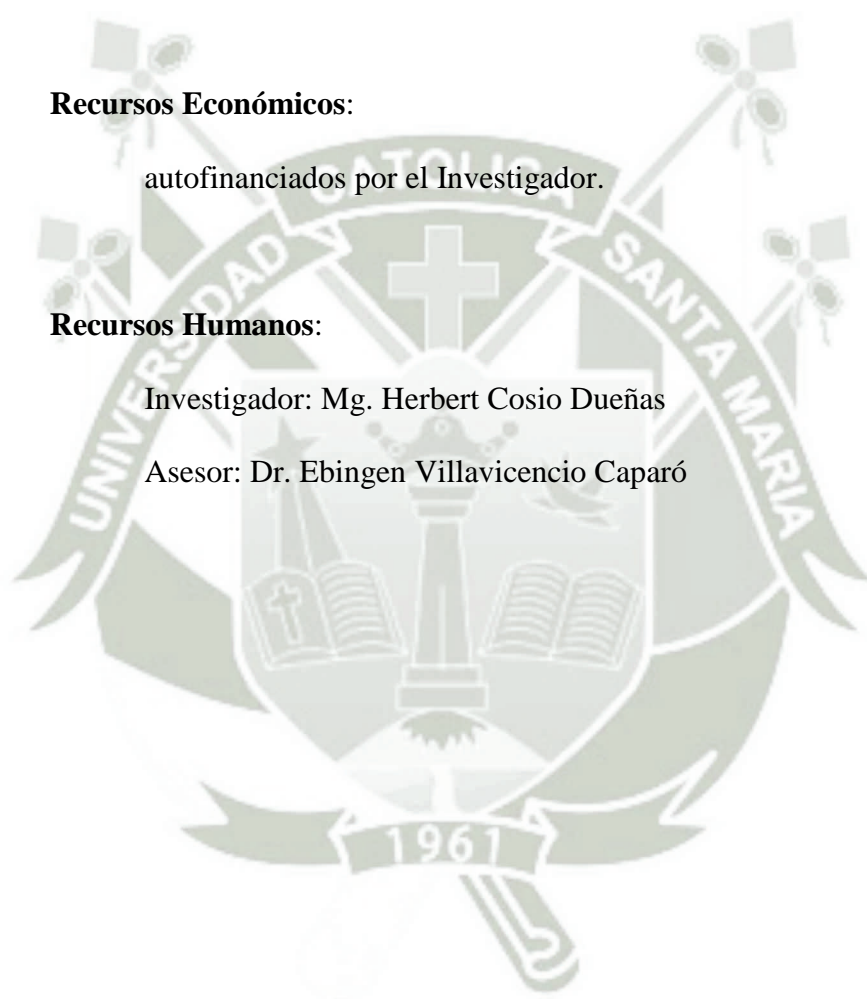 Recursos Económicos:
autofinanciados por el Investigador.
Recursos Humanos:
Investigador: Mg. Herbert Cosio Dueñas
Asesor: Dr. Ebingen Villavicencio Caparó
UNIVERSIDAD CATOLICA SANTA MARIA
1961